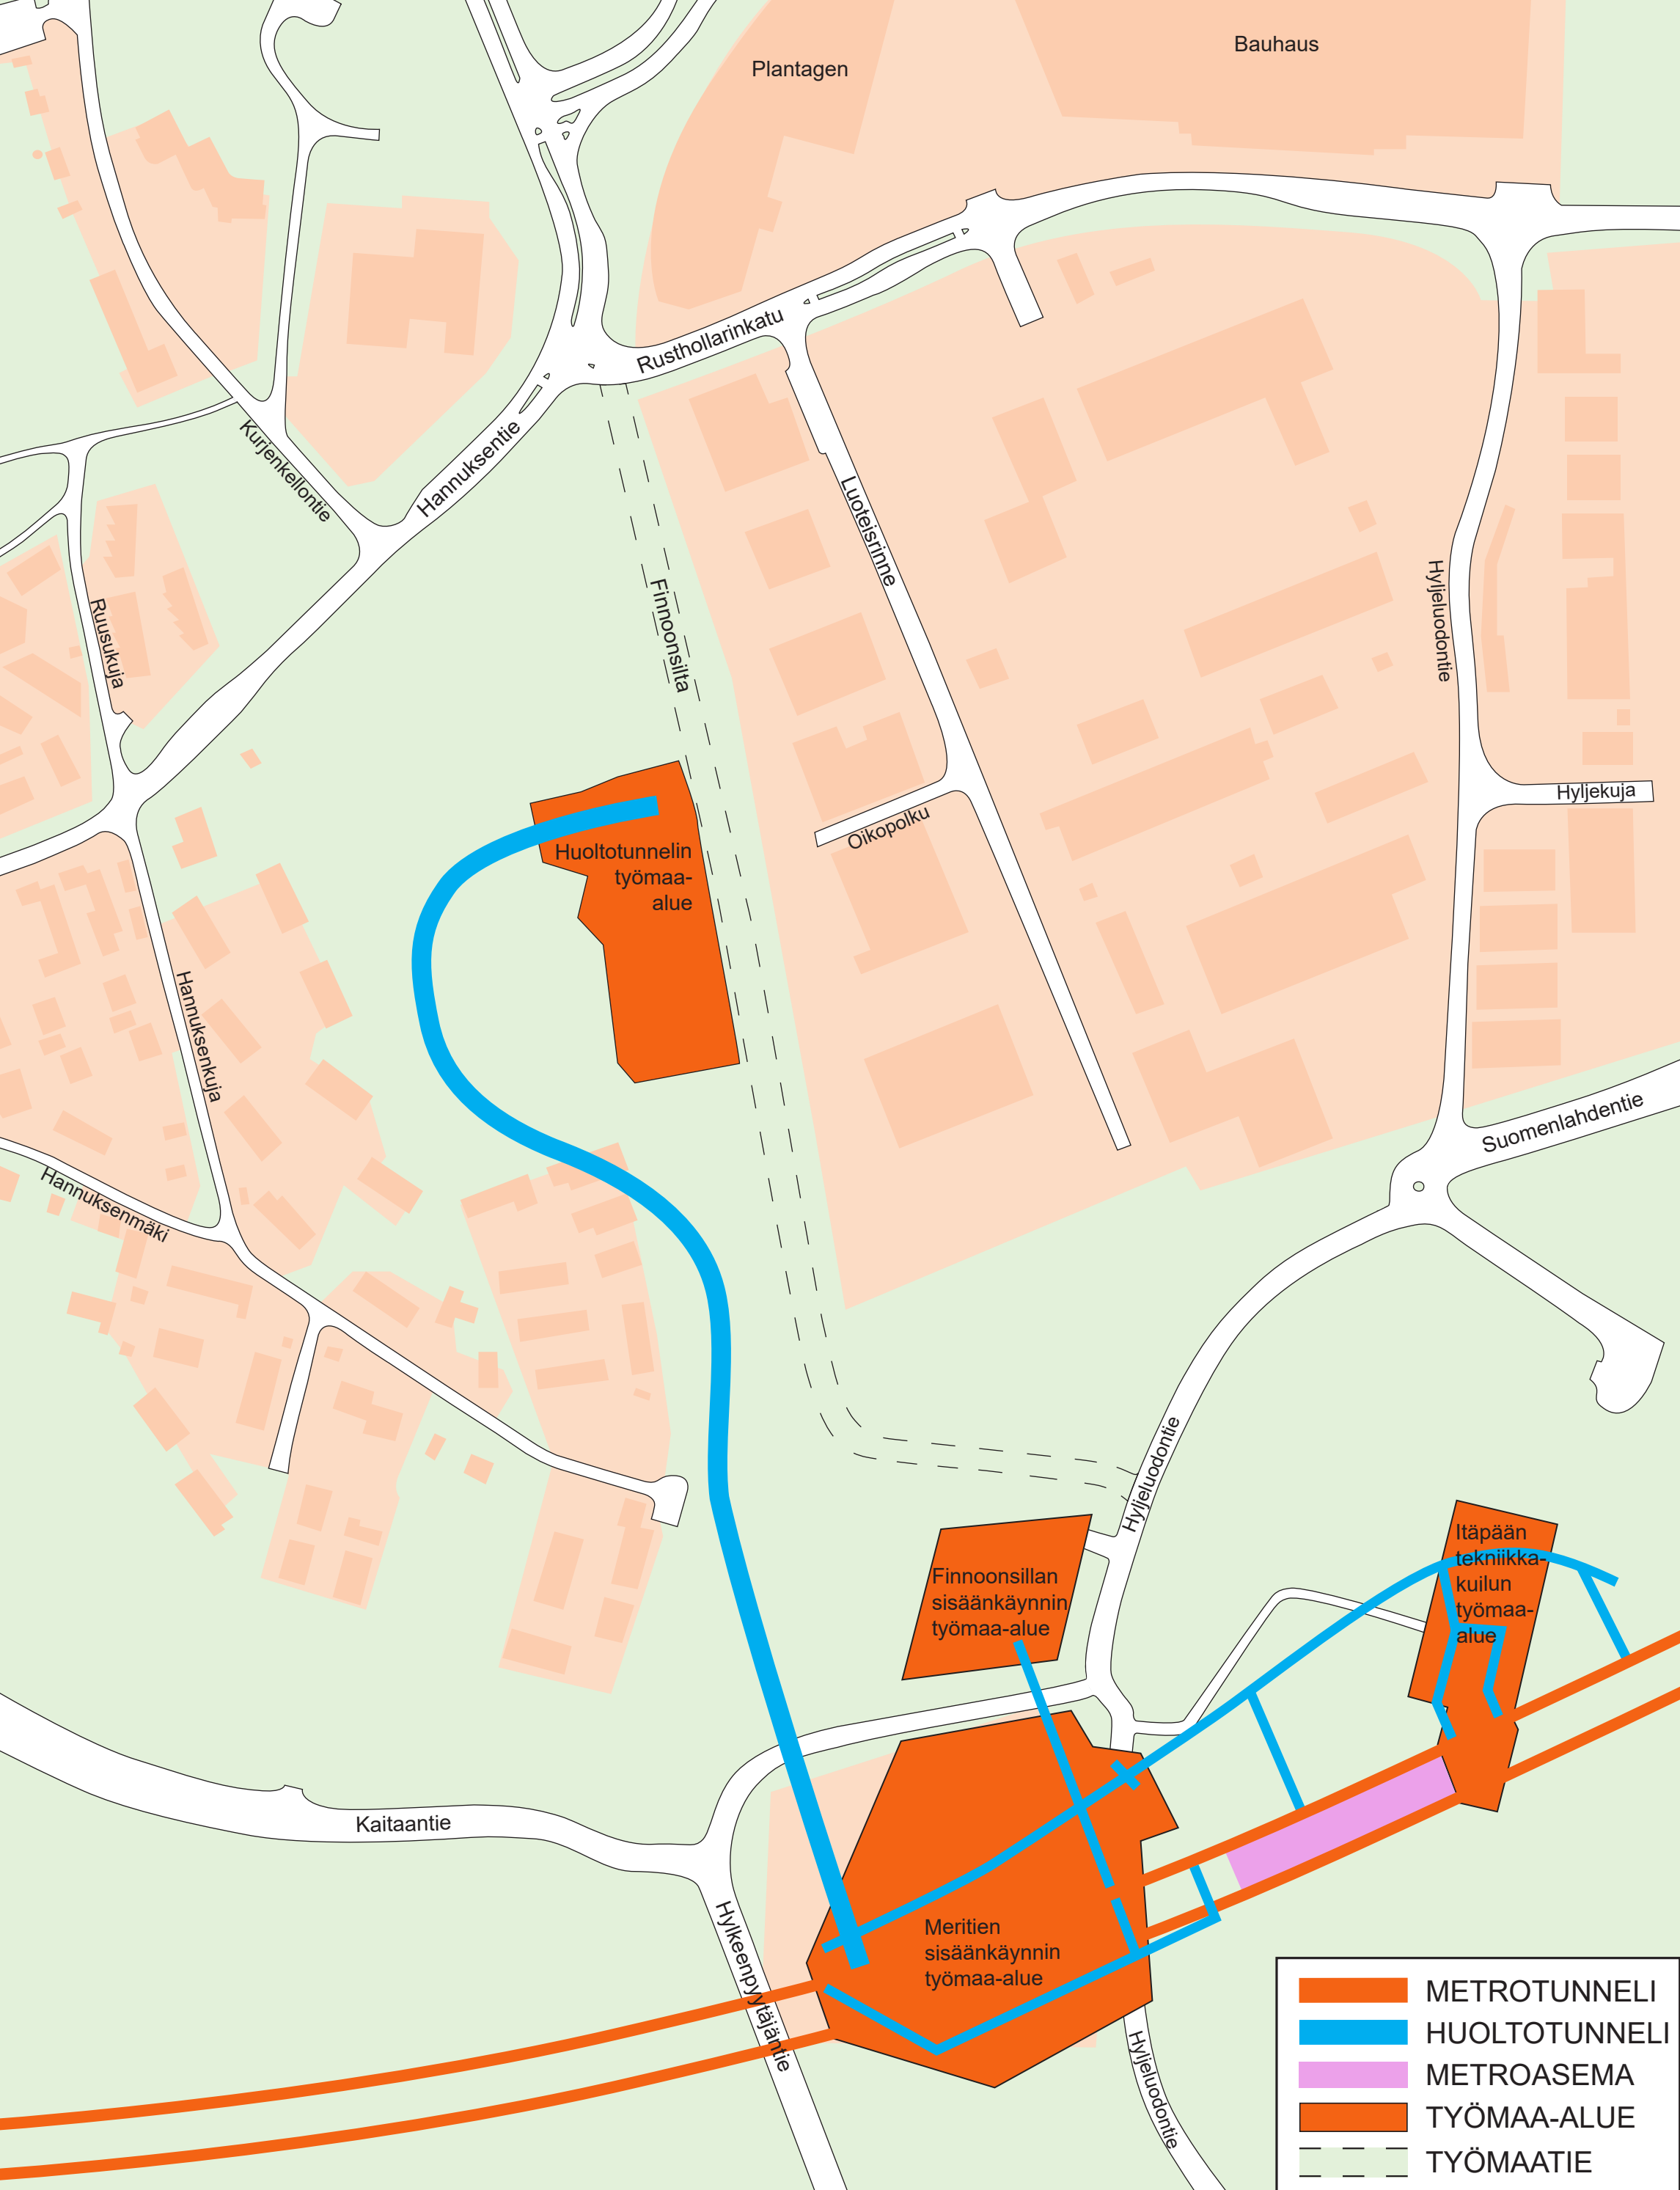 Bauhaus
Plantagen
Rusthollarinkatu
Kurjenkellontie
Hannuksentie
Luoteisrinne
Finnoonsilta
Hyljeluodontie
Ruusukuja
Hyljekuja
Oikopolku
Huoltotunnelin
työmaa-
alue
Hannuksenkuja
Suomenlahdentie
Hannuksenmäki
Hyljeluodontie
Itäpään
tekniikka-
kuilun
työmaa-
alue
Finnoonsillan
sisäänkäynnin
työmaa-alue
Kaitaantie
Hylkeenpyytäjäntie
Meritien
sisäänkäynnin
työmaa-alue
Hyljeluodontie
METROTUNNELI
HUOLTOTUNNELI
METROASEMA
TYÖMAA-ALUE
TYÖMAATIE